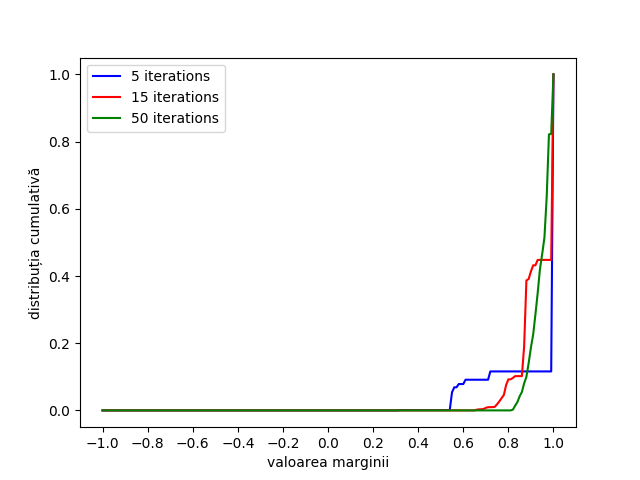 5 iterations
15 iterations
50 iterations
distribuția cumulativă
1.0
0.8
0.6
0.4
0.2
0.0
−1.0 −0.8 −0.6 −0.4 −0.2 0.0 0.2 0.4 0.6 0.8 1.0
valoarea marginii